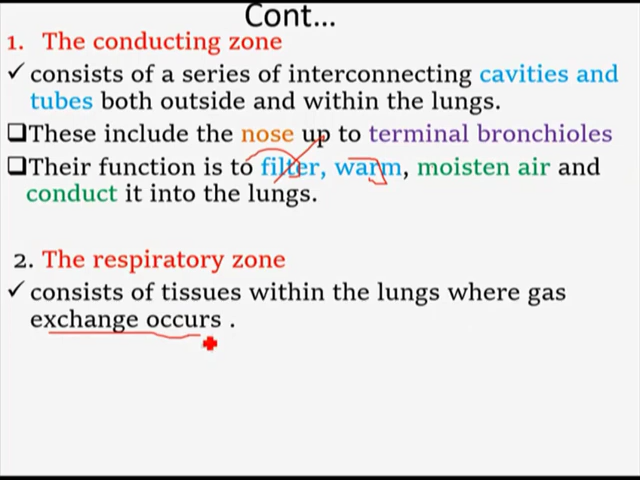 Cont...
1. The conducting zone
✓ consists of a series of interconnecting cavities and
tubes both outside and within the lungs.
❑These include the nose up to terminal bronchioles
❑Their function is to filter, warm, moisten air and
conduct it into the lungs.
2. The respiratory zone
✓ consists of tissues within the lungs where gas
exchange occurs .